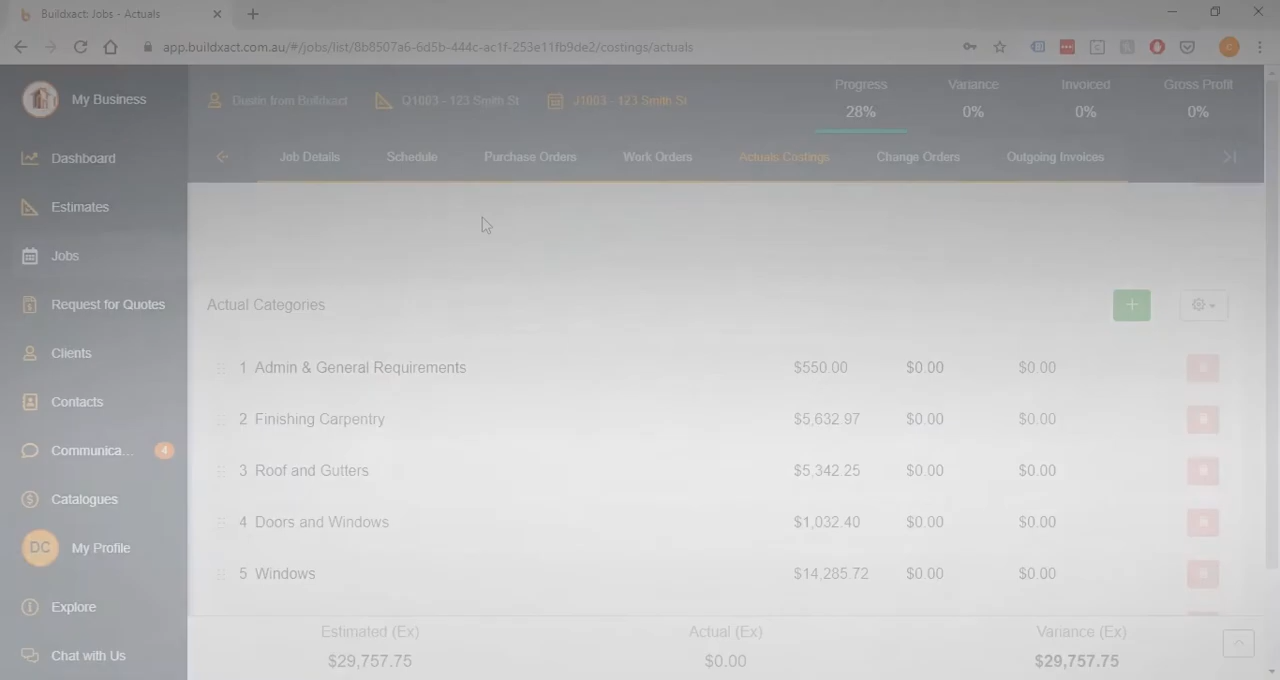 Buildxact: Jobs - Actuals
app.buildxact.com.au/#/jobs/list/8b8507a6-6d5b-444c-ac1f-253e11fb9de2/costings/actuals
My Business
Dustin from Buildxact
Q1003 - 123 Smith St
J1003 - 123 Smith St
Progress
28%
Variance
0%
Invoiced
0%
Gross Profit
0%
Job Details
Schedule
Purchase Orders
Work Orders
Actuals Costings
Change Orders
Outgoing Invoices
Dashboard
Estimates
Jobs
Request for Quotes
Clients
Contacts
Communica... 4
Catalogues
DC My Profile
Explore
Chat with Us
Actual Categories
1 Admin & General Requirements $550.00 $0.00 $0.00
2 Finishing Carpentry $5,632.97 $0.00 $0.00
3 Roof and Gutters $5,342.25 $0.00 $0.00
4 Doors and Windows $1,032.40 $0.00 $0.00
5 Windows $14,285.72 $0.00 $0.00
Estimated (Ex) Actual (Ex) Variance (Ex)
$29,757.75 $0.00 $29,757.75